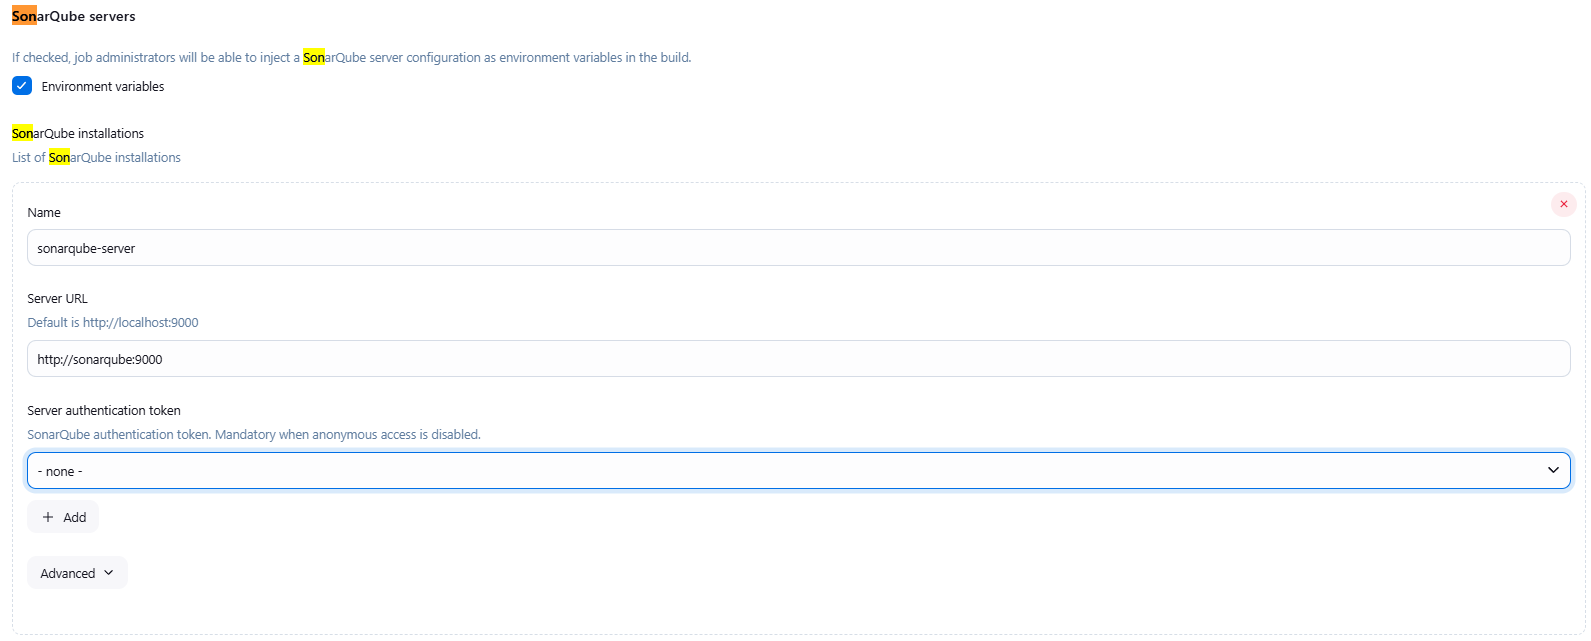 SonarQube servers
If checked, job administrators will be able to inject a SonarQube server configuration as environment variables in the build.
Environment variables
SonarQube installations
List of SonarQube installations
Name
sonarqube-server
Server URL
Default is http://localhost:9000
http://sonarqube:9000
Server authentication token
SonarQube authentication token. Mandatory when anonymous access is disabled.
- none -
+ Add
Advanced